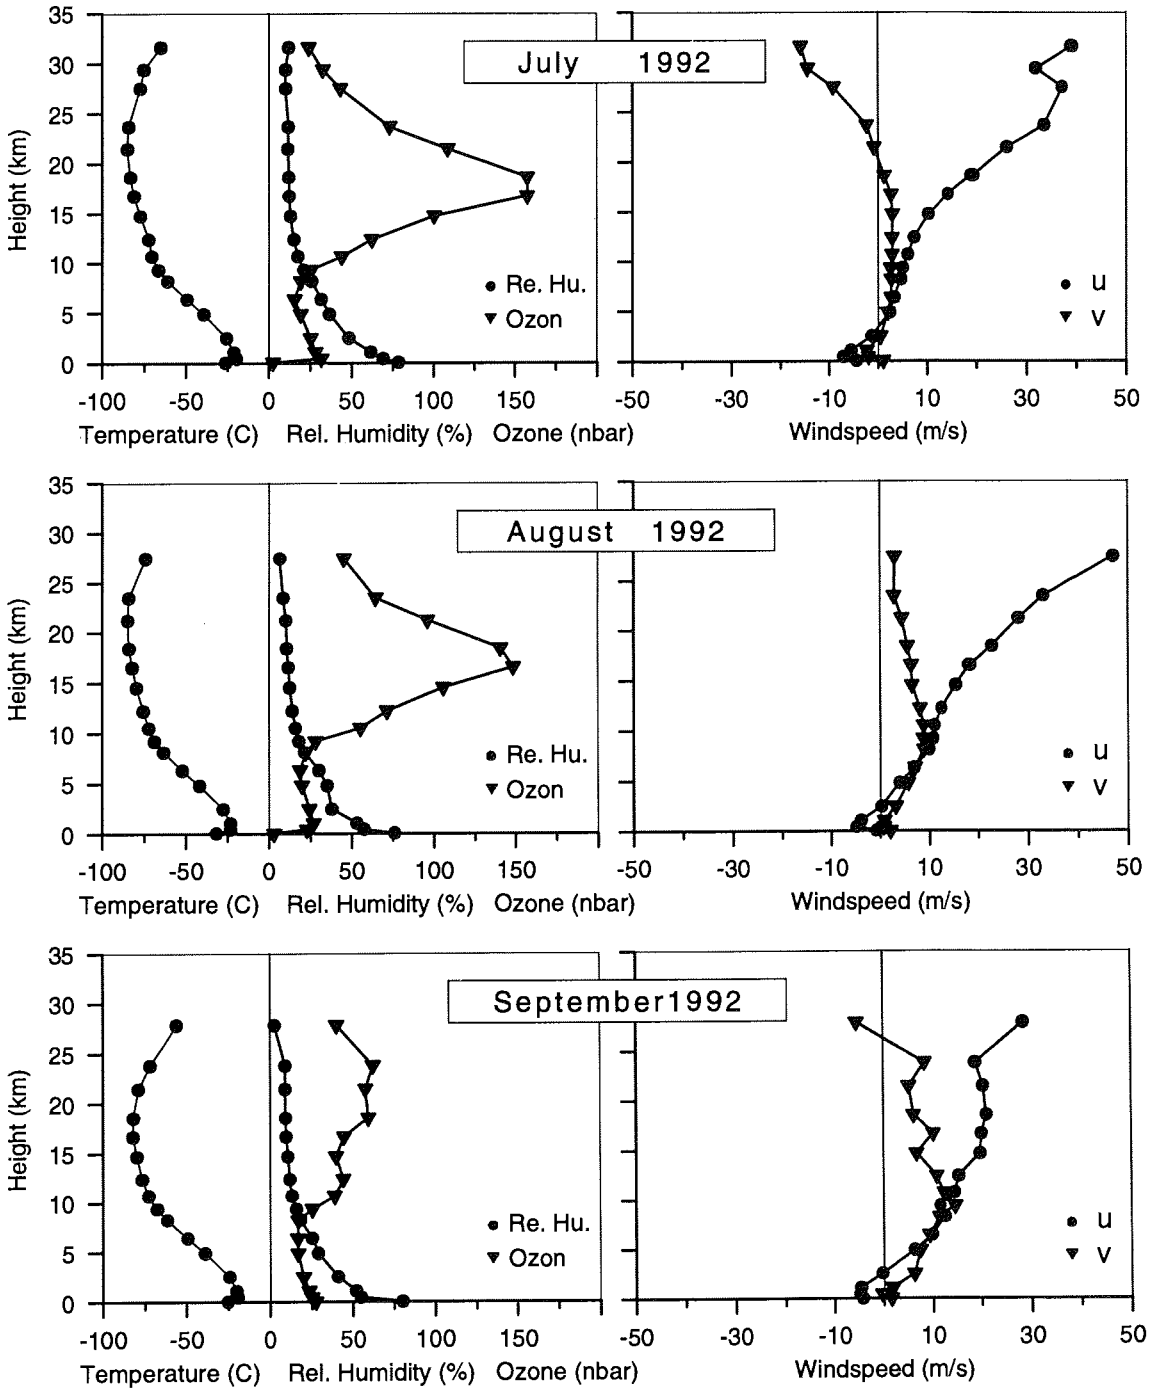 35
July 1992
30
25
20
15
10
5
0
Height (km)
Re. Hu.
Ozon
u
v
-100 -50 0 50 100 150
-50 -30 -10 10 30 50
Temperature (C) Rel. Humidity (%) Ozone (nbar)
Windspeed (m/s)
35
August 1992
30
25
20
15
10
5
0
Height (km)
Re. Hu.
Ozon
u
v
-100 -50 0 50 100 150
-50 -30 -10 10 30 50
Temperature (C) Rel. Humidity (%) Ozone (nbar)
Windspeed (m/s)
35
September1992
30
25
20
15
10
5
0
Height (km)
Re. Hu.
Ozon
u
v
-100 -50 0 50 100 150
-50 -30 -10 10 30 50
Temperature (C) Rel. Humidity (%) Ozone (nbar)
Windspeed (m/s)